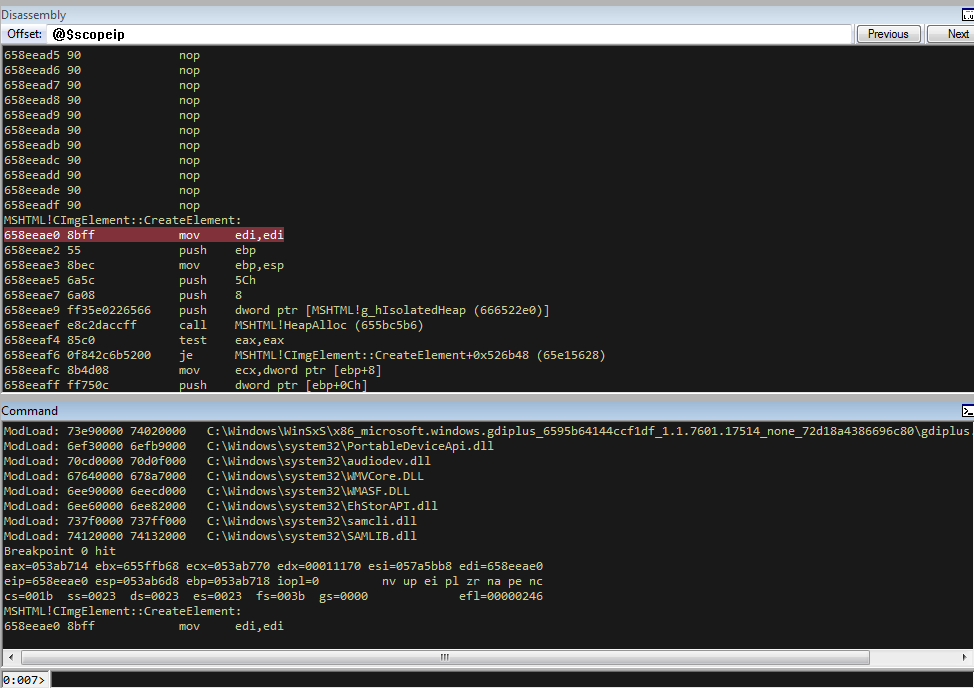 Disassembly
Offset: @$scopeip Previous Next
658eead5 90 nop
658eead6 90 nop
658eead7 90 nop
658eead8 90 nop
658eead9 90 nop
658eeada 90 nop
658eeadb 90 nop
658eeadc 90 nop
658eeadd 90 nop
658eeade 90 nop
658eeadf 90 nop
MSHTML!CImgElement::CreateElement:
658eeae0 8bff mov edi,edi
658eeae2 55 push ebp
658eeae3 8bec mov ebp,esp
658eeae5 6a5c push 5Ch
658eeae7 6a08 push 8
658eeae9 ff35e0226566 push dword ptr [MSHTML!g_hIsolatedHeap (666522e0)]
658eeaef e8c2daccff call MSHTML!HeapAlloc (655bc5b6)
658eeaf4 85c0 test eax,eax
658eeaf6 0f842c6b5200 je MSHTML!CImgElement::CreateElement+0x526b48 (65e15628)
658eeafc 8b4d08 mov ecx,dword ptr [ebp+8]
658eeaff ff750c push dword ptr [ebp+0Ch]
Command
ModLoad: 73e90000 74020000 C:\Windows\WinSxS\x86_microsoft.windows.gdiplus_6595b64144ccf1df_1.1.7601.17514_none_72d18a4386696c80\gdiplus.
ModLoad: 6ef30000 6efb9000 C:\Windows\system32\PortableDeviceApi.dll
ModLoad: 70cd0000 70d0f000 C:\Windows\system32\audiodev.dll
ModLoad: 67640000 678a7000 C:\Windows\system32\WMVCore.DLL
ModLoad: 6ee90000 6eecd000 C:\Windows\system32\WMASF.DLL
ModLoad: 6ee60000 6ee82000 C:\Windows\system32\EhStorAPI.dll
ModLoad: 737f0000 737ff000 C:\Windows\system32\samcli.dll
ModLoad: 74120000 74132000 C:\Windows\system32\SAMLIB.dll
Breakpoint 0 hit
eax=053ab714 ebx=655ffb68 ecx=053ab770 edx=00011170 esi=057a5bb8 edi=658eeae0
eip=658eeae0 esp=053ab6d8 ebp=053ab718 iopl=0 nv up ei pl zr na pe nc
cs=001b ss=0023 ds=0023 es=0023 fs=003b gs=0000 efl=00000246
MSHTML!CImgElement::CreateElement:
658eeae0 8bff mov edi,edi
0:007>